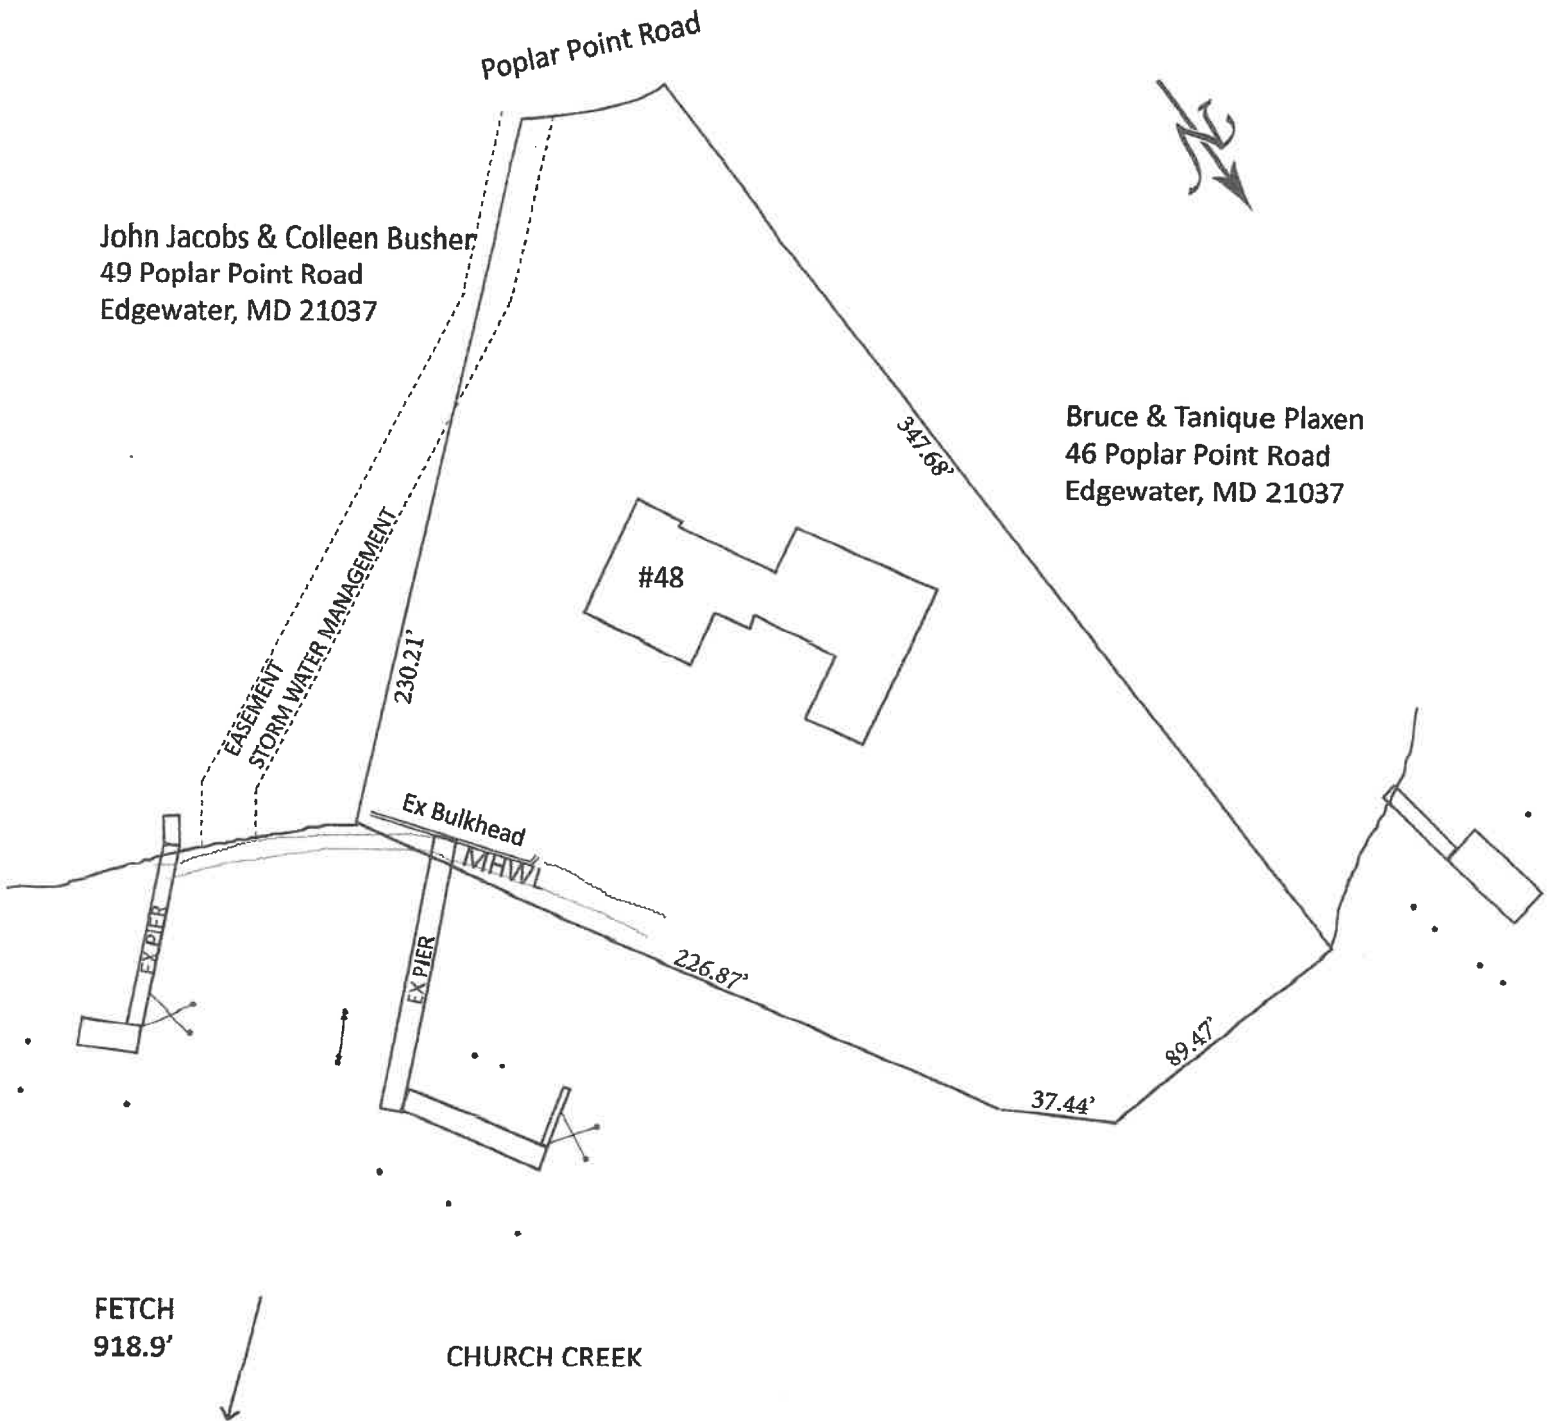 Poplar Point Road
N
John Jacobs & Colleen Busher
49 Poplar Point Road
Edgewater, MD 21037
Bruce & Tanique Plaxen
46 Poplar Point Road
Edgewater, MD 21037
347.68'
#48
EASEMENT
STORM WATER MANAGEMENT
230.21'
Ex Bulkhead
MHWL
EX PIER
EX PIER
226.87'
37.44'
89.47'
FETCH
918.9'
CHURCH CREEK